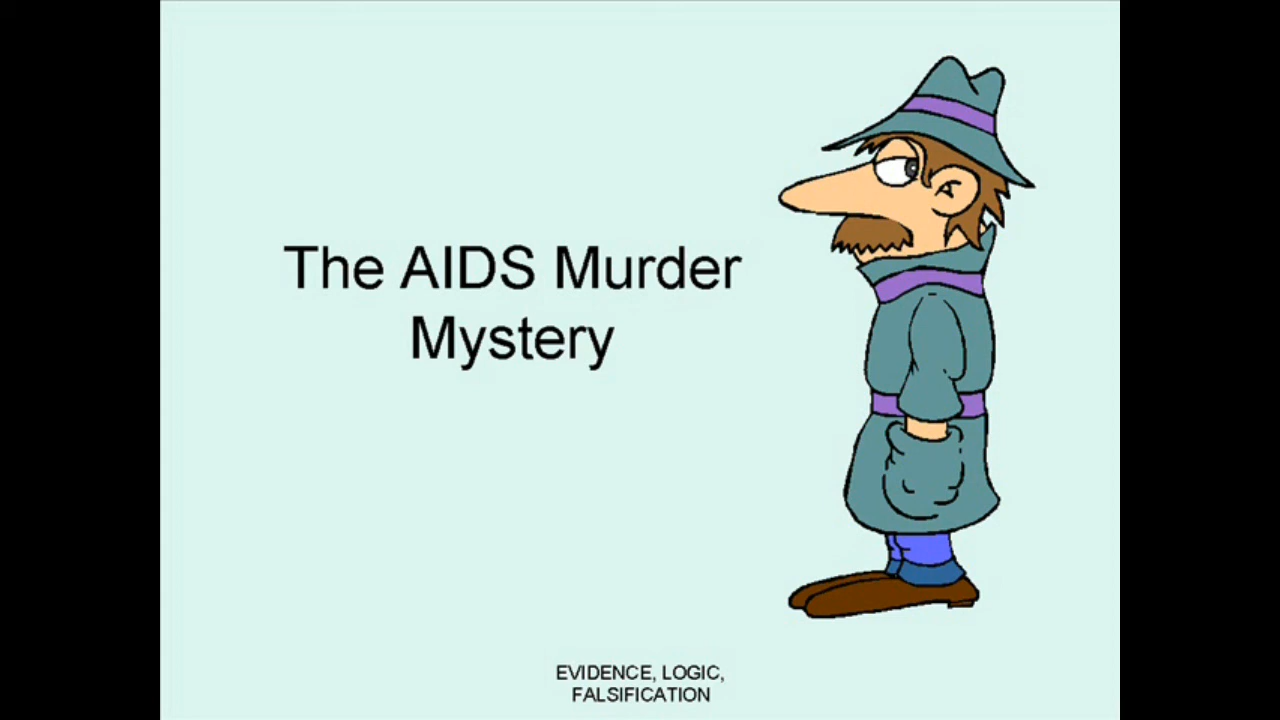 The AIDS Murder
Mystery
EVIDENCE, LOGIC,
FALSIFICATION